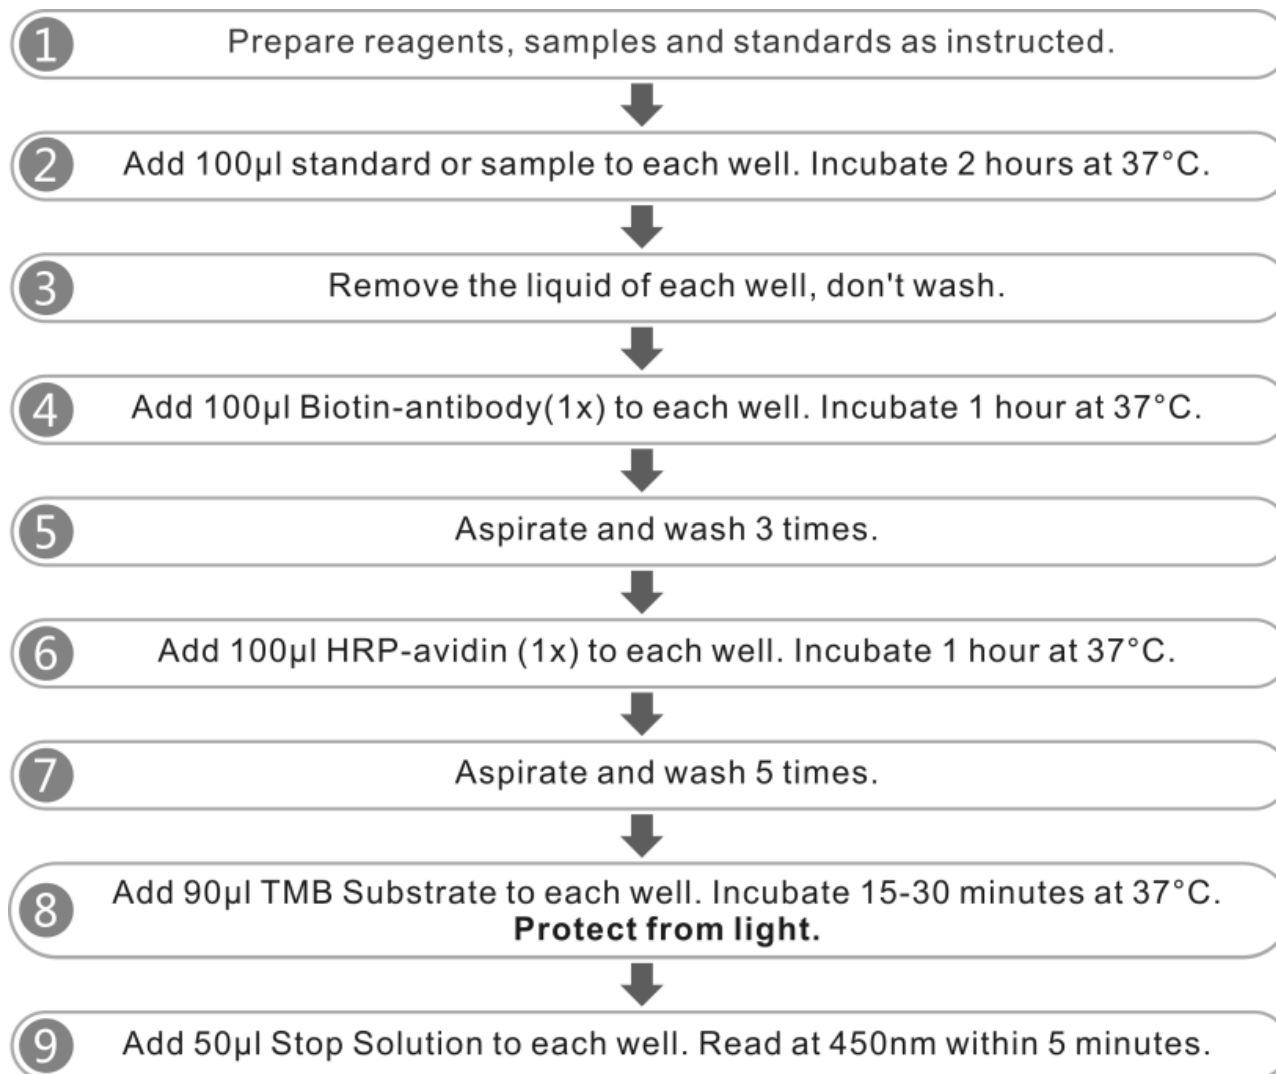 1 Prepare reagents, samples and standards as instructed.
2 Add 100µl standard or sample to each well. Incubate 2 hours at 37°C.
3 Remove the liquid of each well, don't wash.
4 Add 100µl Biotin-antibody(1x) to each well. Incubate 1 hour at 37°C.
5 Aspirate and wash 3 times.
6 Add 100µl HRP-avidin (1x) to each well. Incubate 1 hour at 37°C.
7 Aspirate and wash 5 times.
8 Add 90µl TMB Substrate to each well. Incubate 15-30 minutes at 37°C.
Protect from light.
9 Add 50µl Stop Solution to each well. Read at 450nm within 5 minutes.